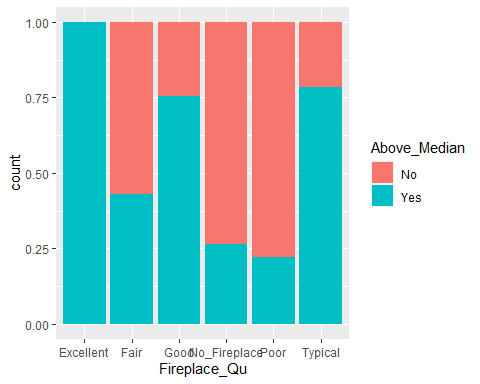 1.00
0.75
0.50
0.25
0.00
count
Excellent Fair Good No_Fireplace Poor Typical
Fireplace_Qu
Above_Median
No
Yes